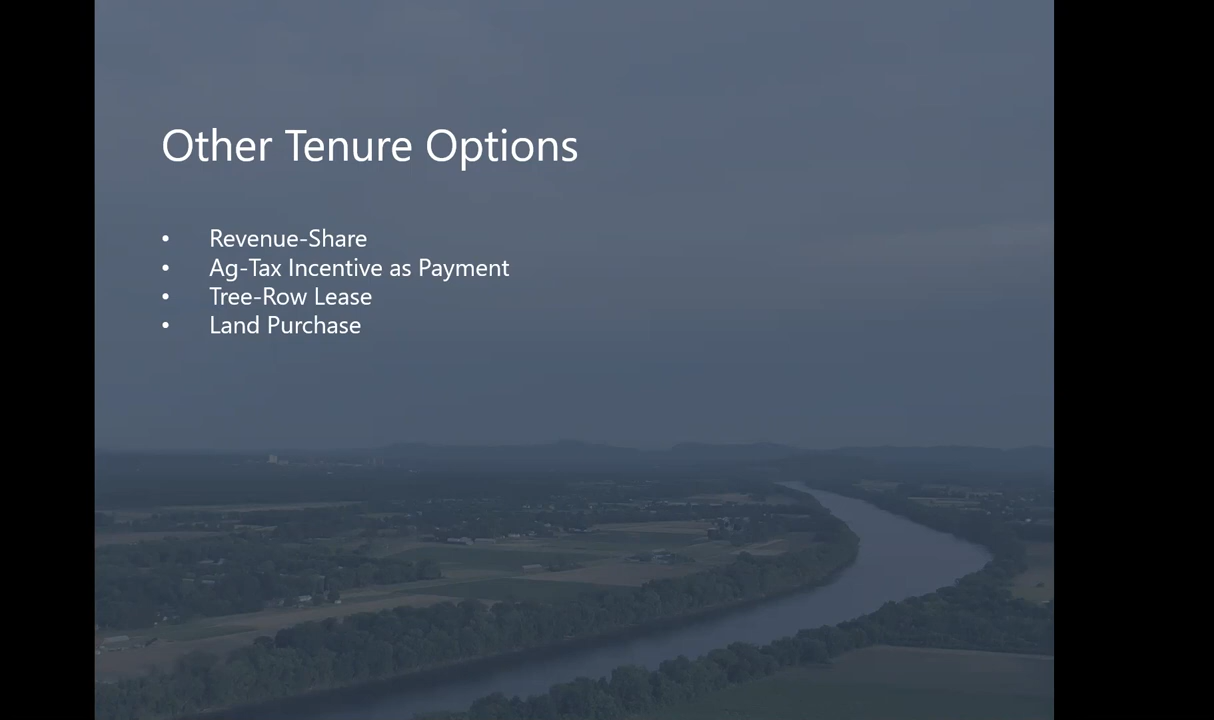 Other Tenure Options
• Revenue-Share
• Ag-Tax Incentive as Payment
• Tree-Row Lease
• Land Purchase